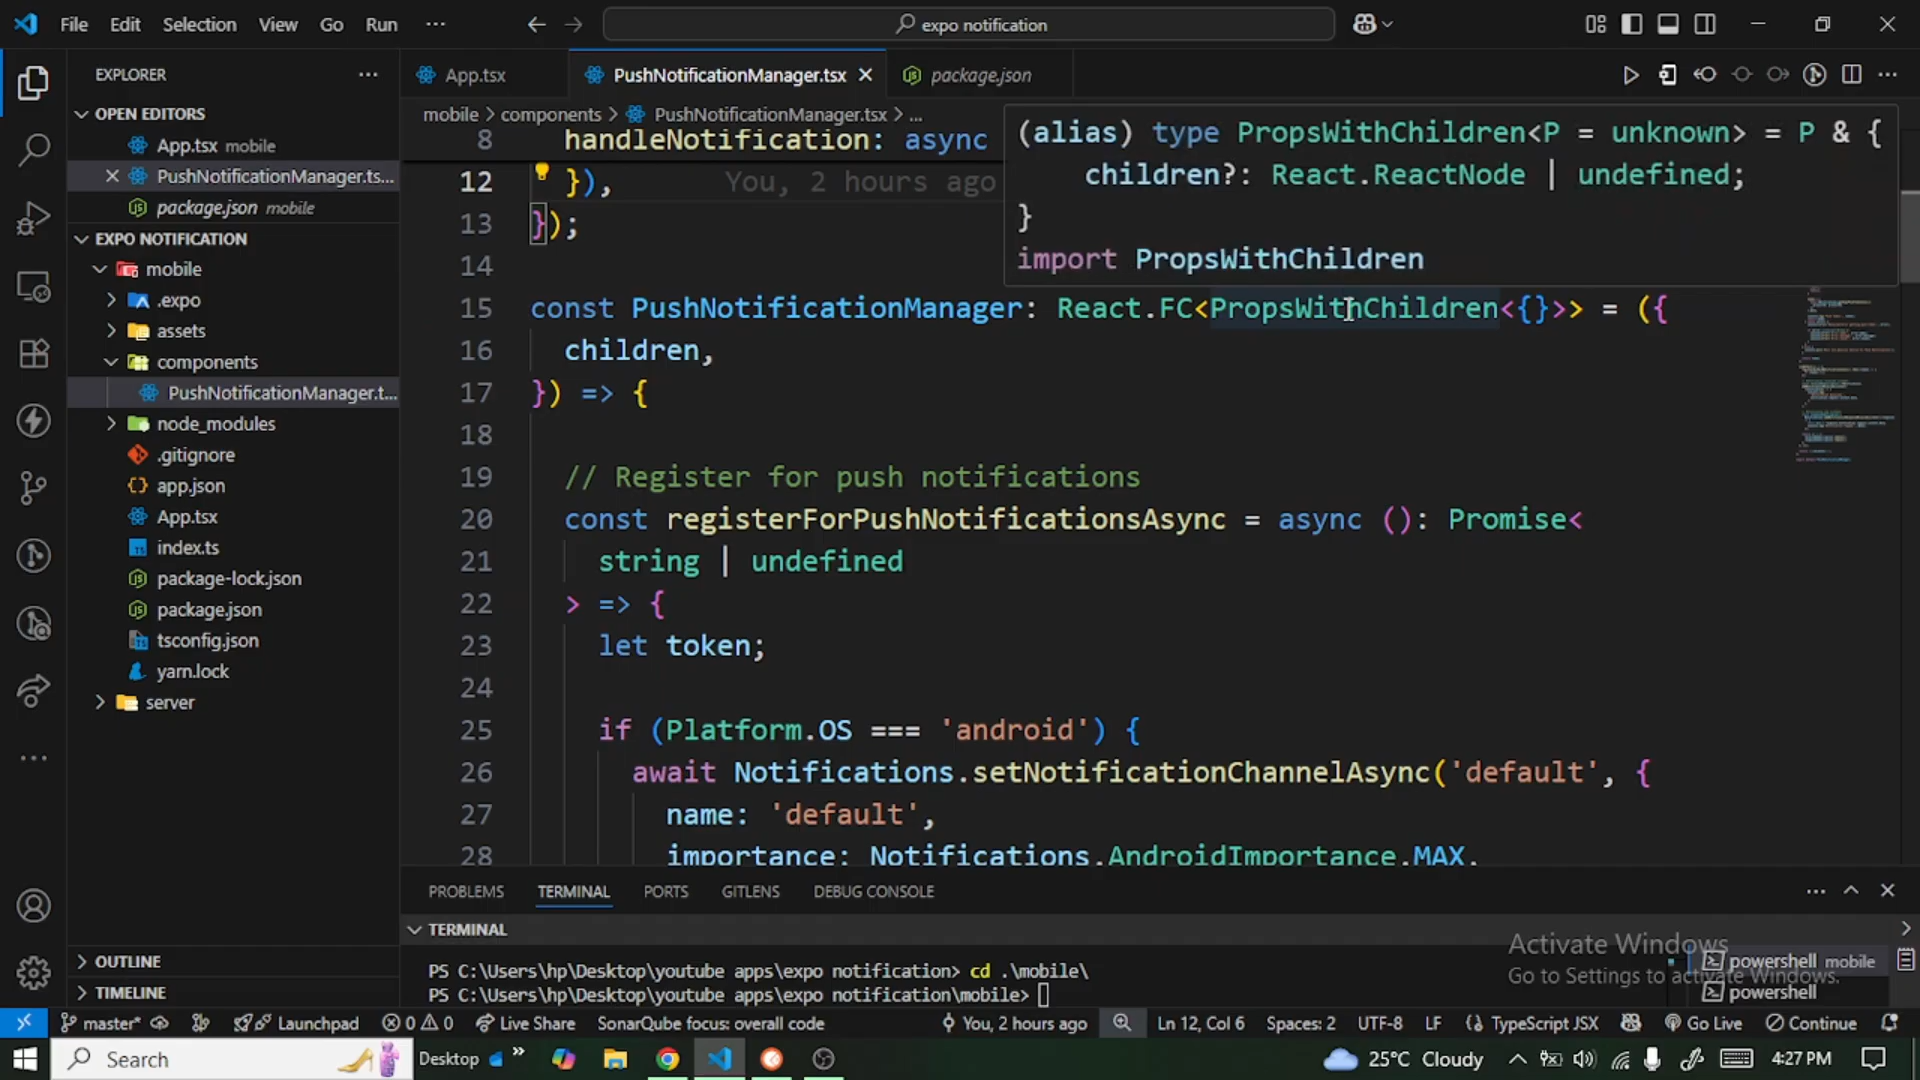 File Edit Selection View Go Run ···
expo notification
EXPLORER
OPEN EDITORS
App.tsx mobile
PushNotificationManager.ts...
package.json mobile
EXPO NOTIFICATION
mobile
.expo
assets
components
PushNotificationManager.t...
node_modules
.gitignore
app.json
App.tsx
index.ts
package-lock.json
package.json
tsconfig.json
yarn.lock
server
OUTLINE
TIMELINE
App.tsx
PushNotificationManager.tsx
package.json
mobile > components > PushNotificationManager.tsx > ...
8 handleNotification: async
12 }), You, 2 hours ago
13 });
14
15 const PushNotificationManager: React.FC<PropsWithChildren<{}>> = ({
16 children,
17 }) => {
18
19 // Register for push notifications
20 const registerForPushNotificationsAsync = async (): Promise<
21 string | undefined
22 > => {
23 let token;
24
25 if (Platform.OS === 'android') {
26 await Notifications.setNotificationChannelAsync('default', {
27 name: 'default',
28 importance: Notifications.AndroidImportance.MAX,
(alias) type PropsWithChildren<P = unknown> = P & {
children?: React.ReactNode | undefined;
}
import PropsWithChildren
PROBLEMS TERMINAL PORTS GITLENS DEBUG CONSOLE
TERMINAL
PS C:\Users\hp\Desktop\youtube apps\expo notification> cd .\mobile\
PS C:\Users\hp\Desktop\youtube apps\expo notification\mobile>
powershell mobile
powershell
Activate Windows
Go to Settings to activate Windows.
master* Launchpad 0 0 Live Share SonarQube focus: overall code You, 2 hours ago Ln 12, Col 6 Spaces: 2 UTF-8 LF TypeScript JSX Go Live Continue
Search Desktop 25°C Cloudy 4:27 PM